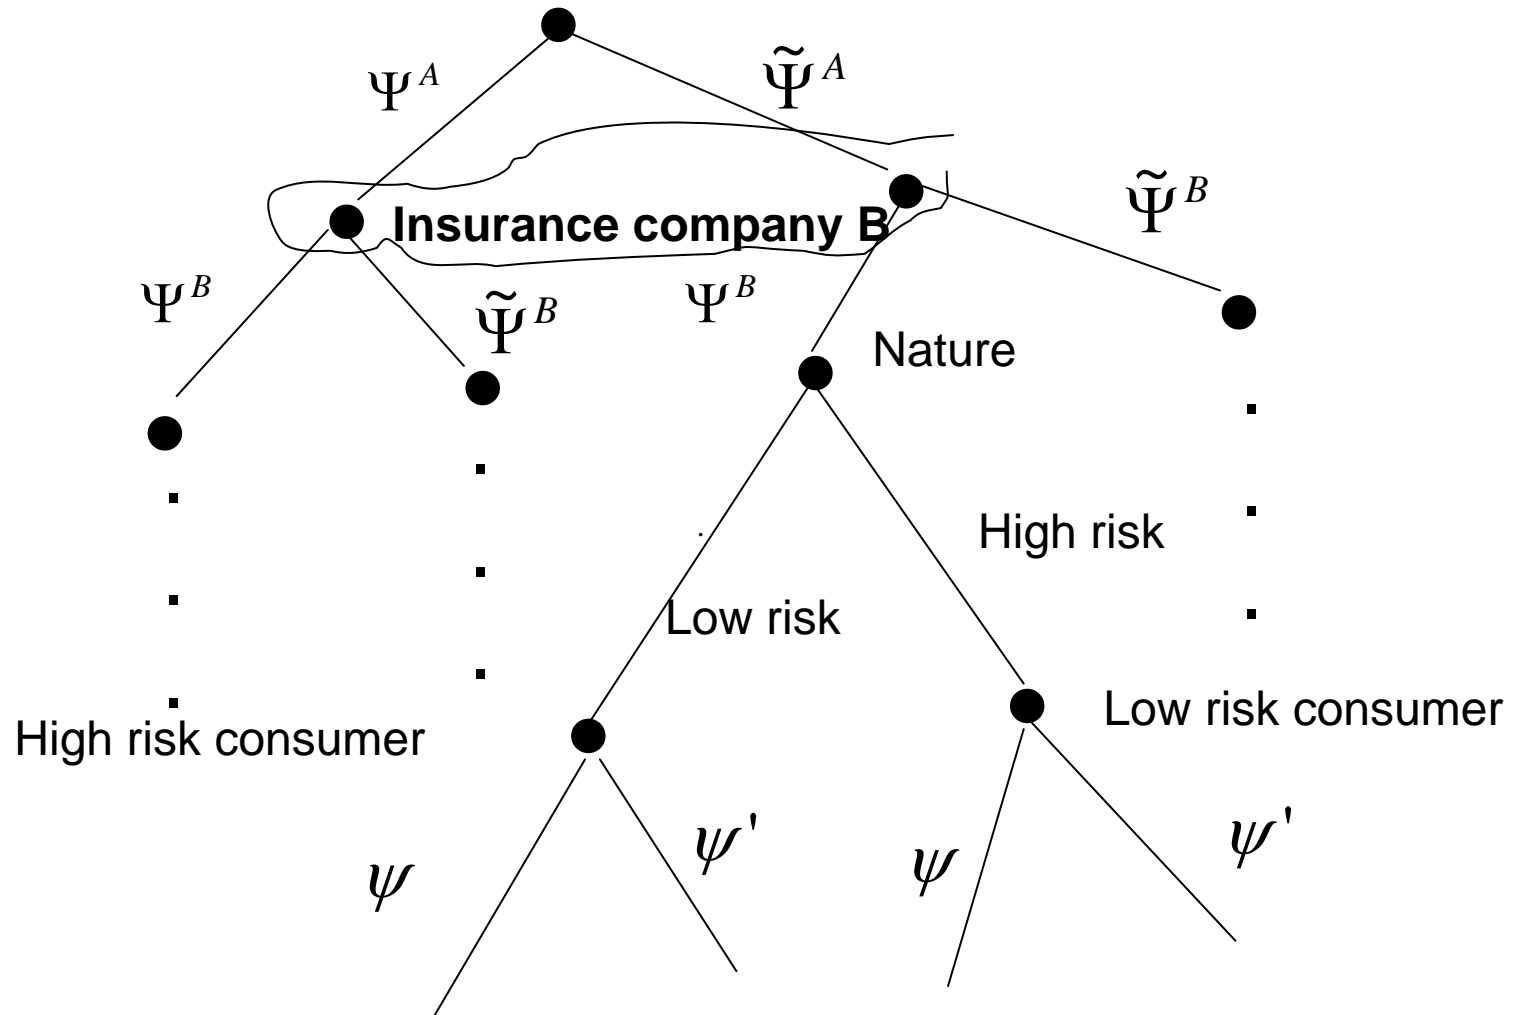 Ψ^A
Ψ̃^A
Ψ̃^B
Insurance company B
Ψ^B
Ψ̃^B
Ψ^B
Nature
High risk
Low risk
Low risk consumer
High risk consumer
ψ
ψ'
ψ
ψ'